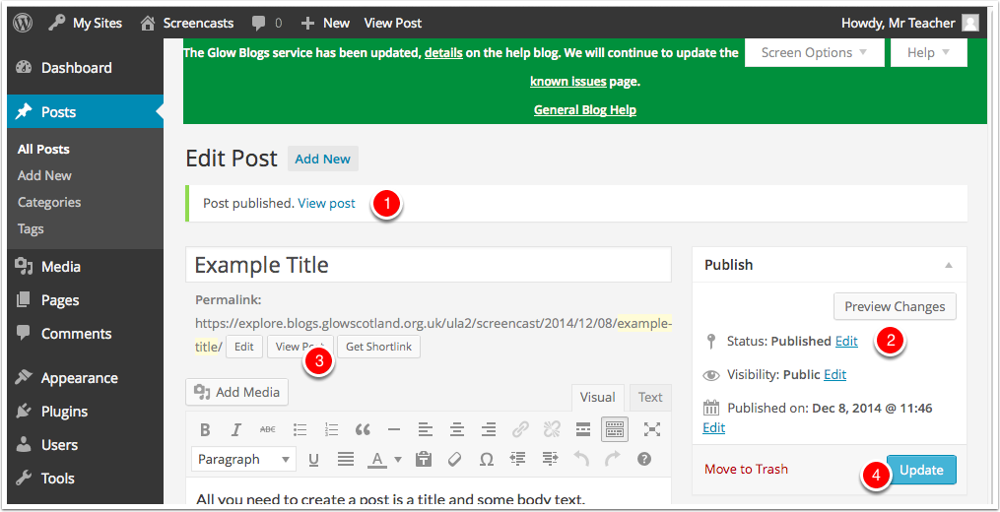 My Sites Screencasts 0 New View Post Howdy, Mr Teacher
Dashboard
Posts
All Posts
Add New
Categories
Tags
Media
Pages
Comments
Appearance
Plugins
Users
Tools
The Glow Blogs service has been updated, details on the help blog. We will continue to update the
known issues page.
General Blog Help
Screen Options Help
Edit Post Add New
Post published. View post 1
Example Title
Permalink:
https://explore.blogs.glowscotland.org.uk/ula2/screencast/2014/12/08/example-
title/ Edit View Get Shortlink
3
Add Media Visual Text
B I ABC
Paragraph U A
All you need to create a post is a title and some body text.
Publish
Preview Changes
Status: Published Edit 2
Visibility: Public Edit
Published on: Dec 8, 2014 @ 11:46
Edit
Move to Trash 4 Update